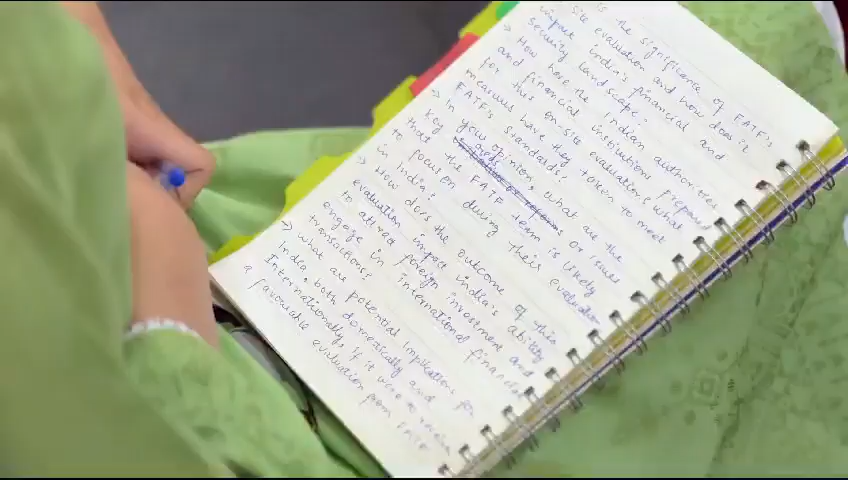 is the significance of FATF's
site evaluation and how does it
impact india's financial and
security landscape?
→ How have the Indian authorities
and financial institutions prepared
for this on-site evaluation? what
measures have they taken to meet
FATF's standards?
→ In your opinion, what are the
key areas or issues
that the FATF team is likely
to focus on during their evaluation
in India?
→ How does the outcome of this
evaluation impact India's ability
to attract foreign investment and
engage in international financial
transactions?
→ what are potential implications for
India, both domestically and
Internationally, if it were to receive
a favourable evaluation from FATF